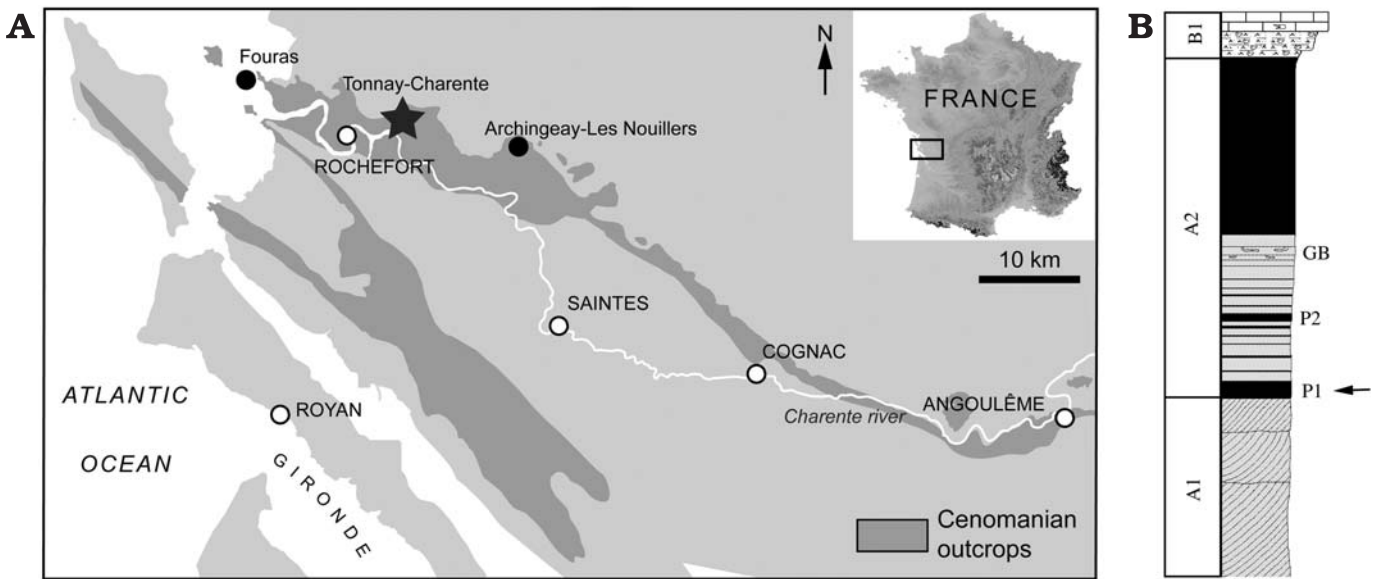 A
Fouras
Tonnay-Charente
Archingeay-Les Nouillers
ROCHEFORT
N
FRANCE
10 km
SAINTES
COGNAC
ATLANTIC
OCEAN
ROYAN
GIRONDE
Charente river
ANGOULÊME
Cenomanian
outcrops
B
B1
A2
A1
GB
P2
P1